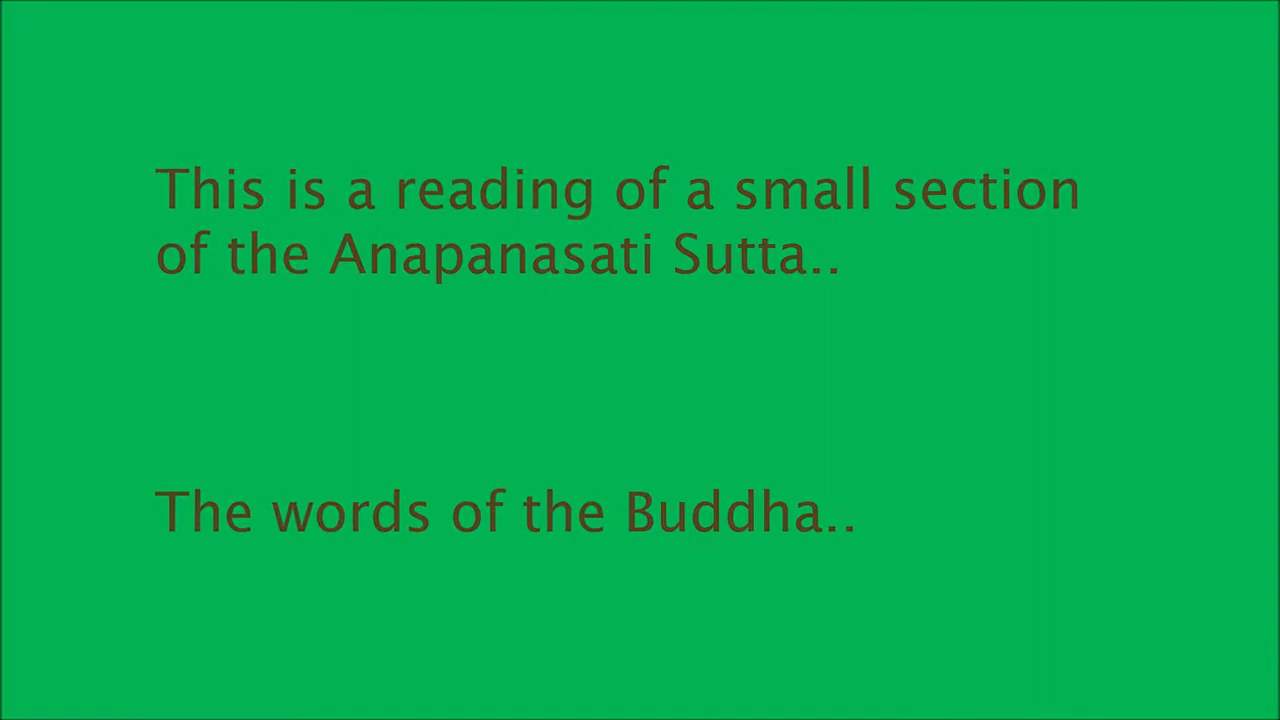 This is a reading of a small section
of the Anapanasati Sutta..
The words of the Buddha..